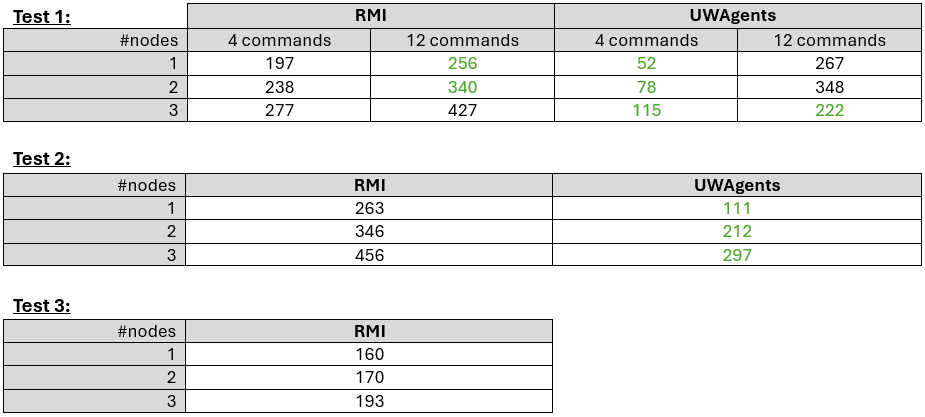 Test 1:
RMI UWAgents
#nodes 4 commands 12 commands 4 commands 12 commands
1 197 256 52 267
2 238 340 78 348
3 277 427 115 222
Test 2:
#nodes RMI UWAgents
1 263 111
2 346 212
3 456 297
Test 3:
#nodes RMI
1 160
2 170
3 193